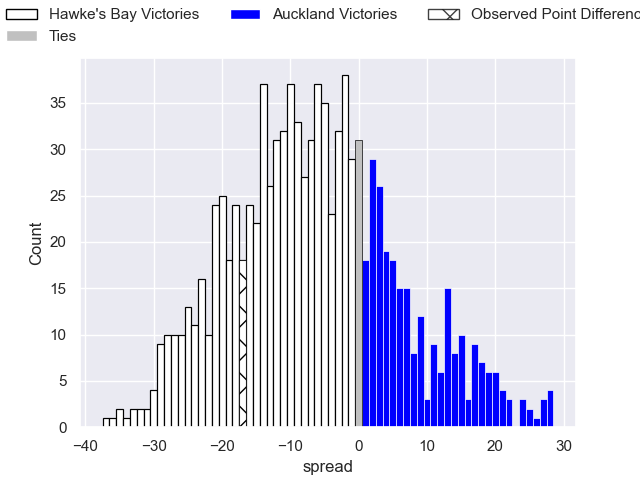 Hawke's Bay Victories Auckland Victories Observed Point Differenc
Ties
35
30
25
20
15
10
5
0
Count
−40 −30 −20 −10 0 10 20 30
spread